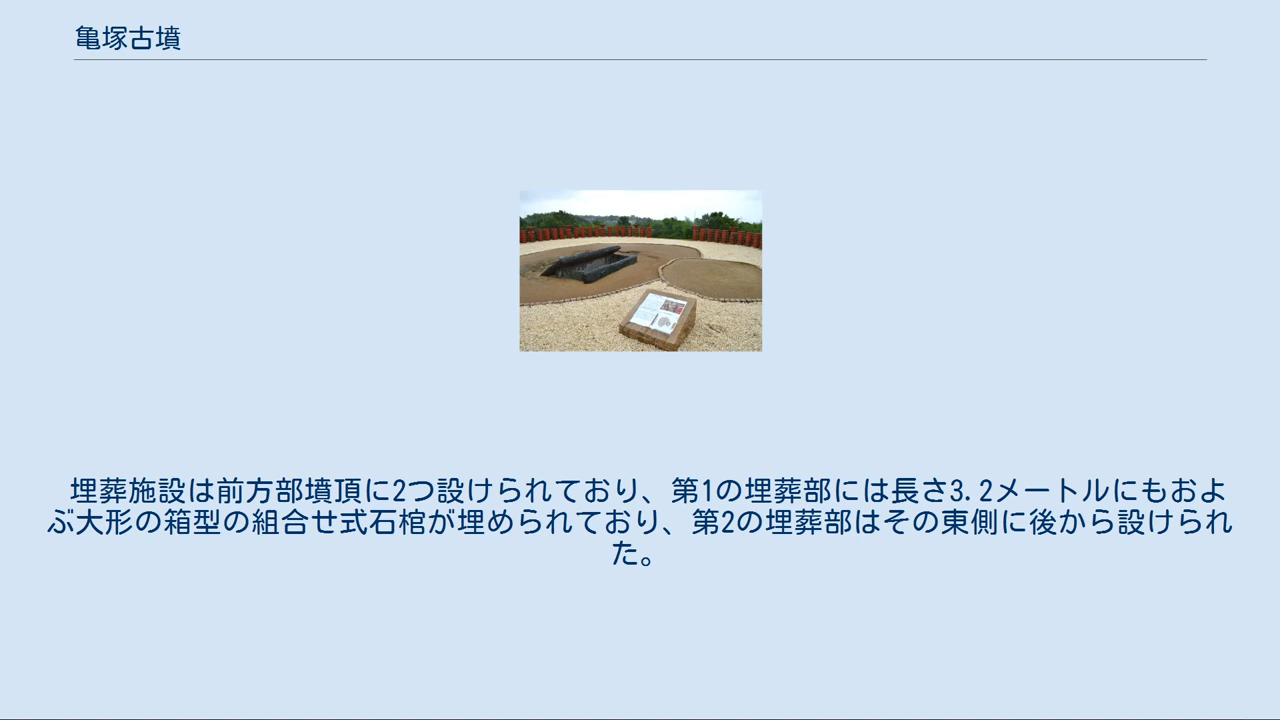 亀塚古墳
埋葬施設は前方部墳頂に2つ設けられており、第1の埋葬部には長さ3.2メートルにもおよ
ぶ大形の箱型の組合せ式石棺が埋められており、第2の埋葬部はその東側に後から設けられ
た。